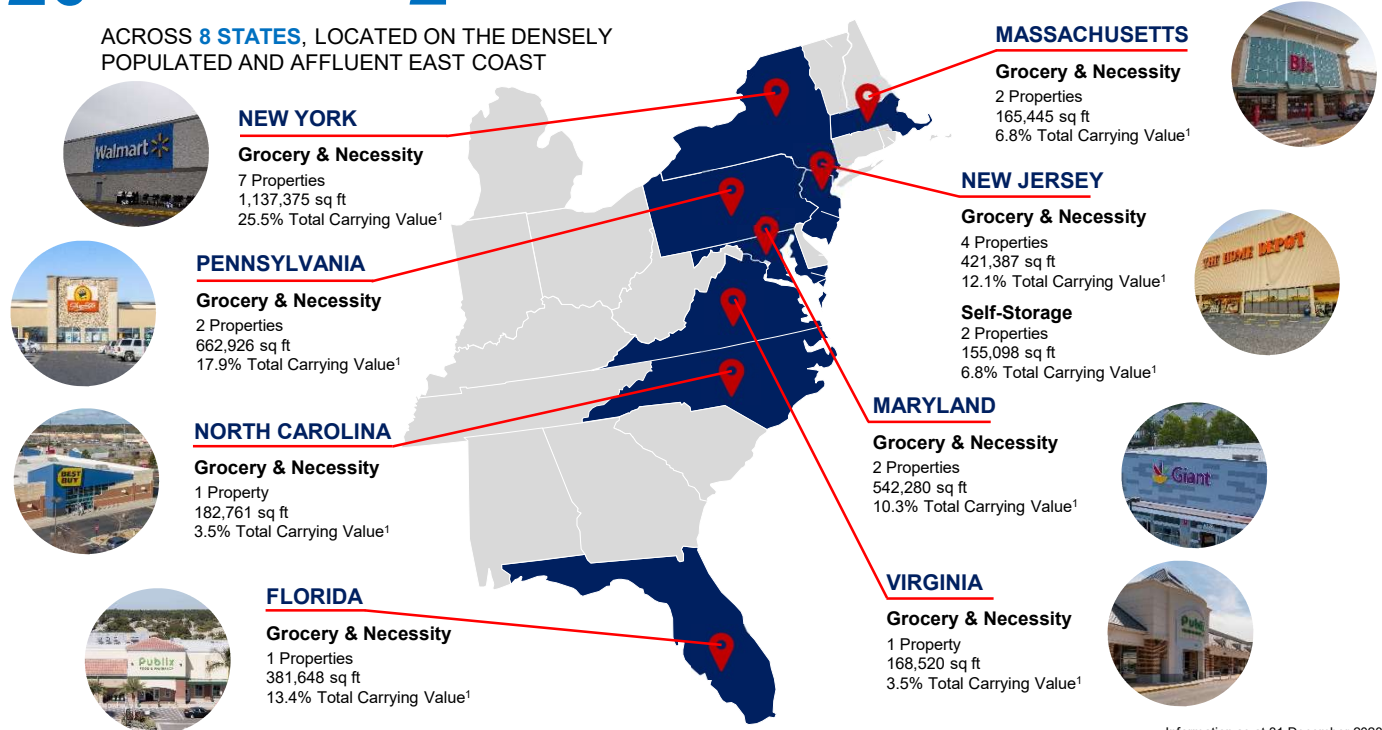 ACROSS 8 STATES, LOCATED ON THE DENSELY
POPULATED AND AFFLUENT EAST COAST
NEW YORK
Grocery & Necessity
7 Properties
1,137,375 sq ft
25.5% Total Carrying Value¹
PENNSYLVANIA
Grocery & Necessity
2 Properties
662,926 sq ft
17.9% Total Carrying Value¹
NORTH CAROLINA
Grocery & Necessity
1 Property
182,761 sq ft
3.5% Total Carrying Value¹
FLORIDA
Grocery & Necessity
1 Properties
381,648 sq ft
13.4% Total Carrying Value¹
MASSACHUSETTS
Grocery & Necessity
2 Properties
165,445 sq ft
6.8% Total Carrying Value¹
NEW JERSEY
Grocery & Necessity
4 Properties
421,387 sq ft
12.1% Total Carrying Value¹
Self-Storage
2 Properties
155,098 sq ft
6.8% Total Carrying Value¹
MARYLAND
Grocery & Necessity
2 Properties
542,280 sq ft
10.3% Total Carrying Value¹
VIRGINIA
Grocery & Necessity
1 Property
168,520 sq ft
3.5% Total Carrying Value¹
Walmart
BEST
BUY
Publix
BJ's
THE HOME DEPOT
Giant
Publix